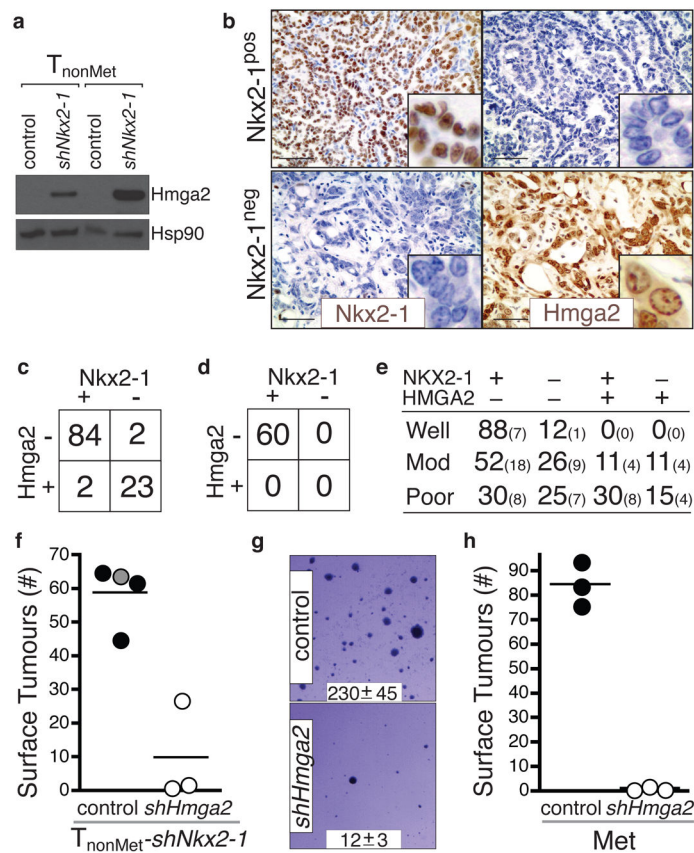 a
T nonMet
control
shNkx2-1
control
shNkx2-1
Hmga2
Hsp90
b
Nkx2-1pos
Nkx2-1neg
Nkx2-1
Hmga2
c
Nkx2-1
+ -
Hmga2
- 84 2
+ 2 23
d
Nkx2-1
+ -
Hmga2
- 60 0
+ 0 0
e
NKX2-1 + – + –
HMGA2 – – + +
Well 88(7) 12(1) 0(0) 0(0)
Mod 52(18) 26(9) 11(4) 11(4)
Poor 30(8) 25(7) 30(8) 15(4)
f
Surface Tumours (#)
70
60
50
40
30
20
10
0
control shHmga2
TnonMet-shNkx2-1
g
control
230±45
shHmga2
12±3
h
Surface Tumours (#)
90
80
70
60
50
40
30
20
10
0
control shHmga2
Met